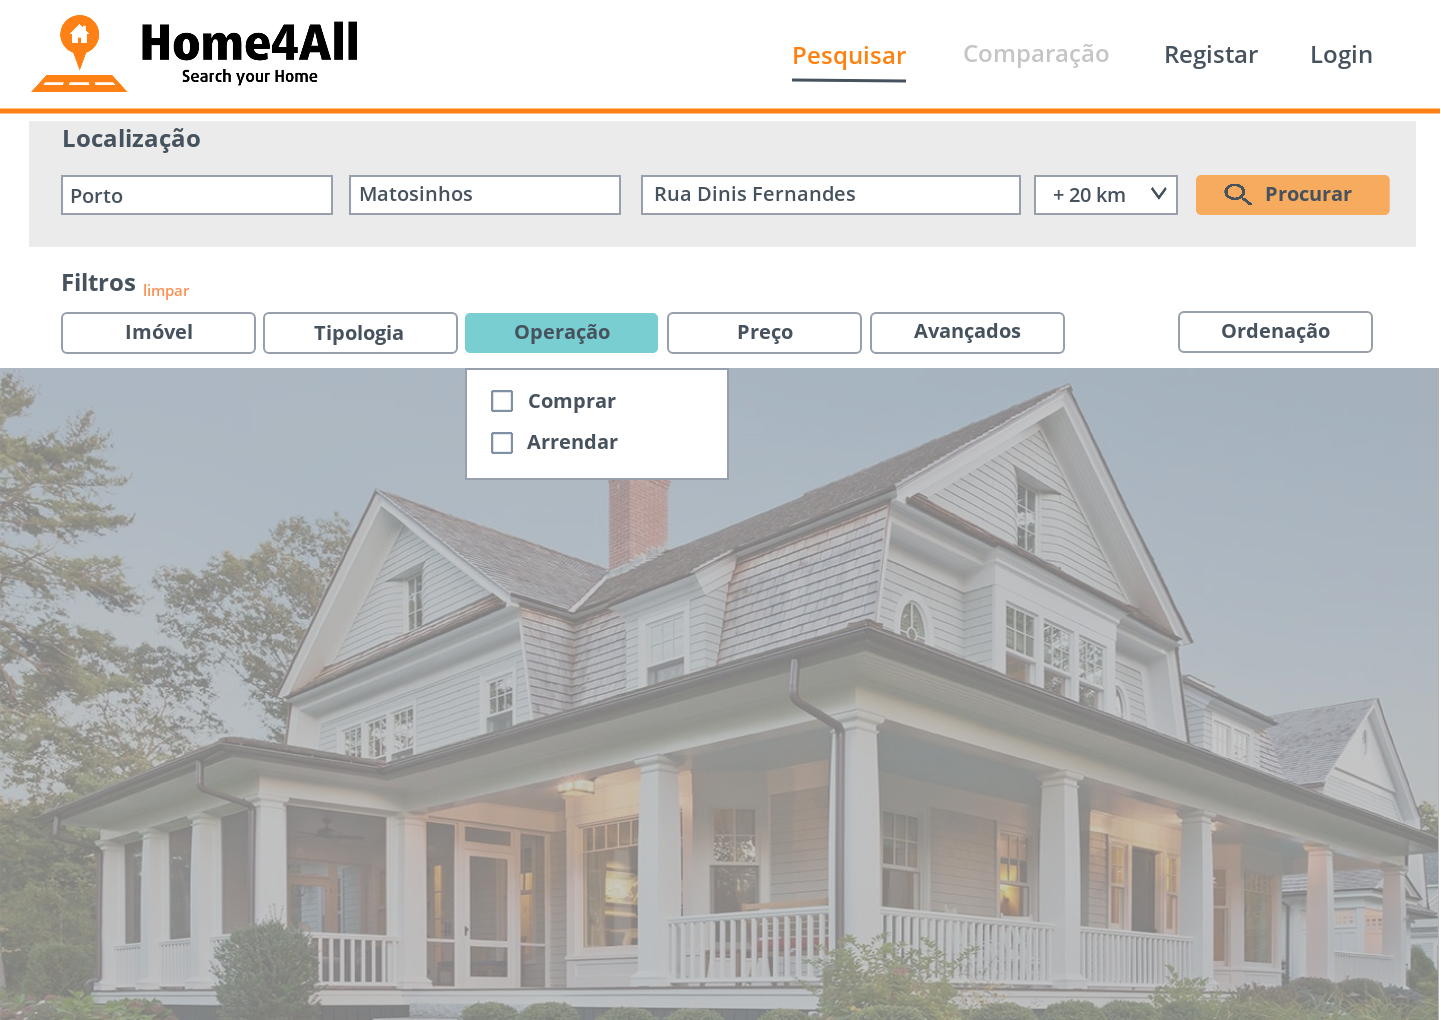 Home4All
Search your Home
Pesquisar Comparação Registar Login
Localização
Porto Matosinhos Rua Dinis Fernandes + 20 km Procurar
Filtros limpar
Imóvel Tipologia Operação Preço Avançados Ordenação
Comprar
Arrendar